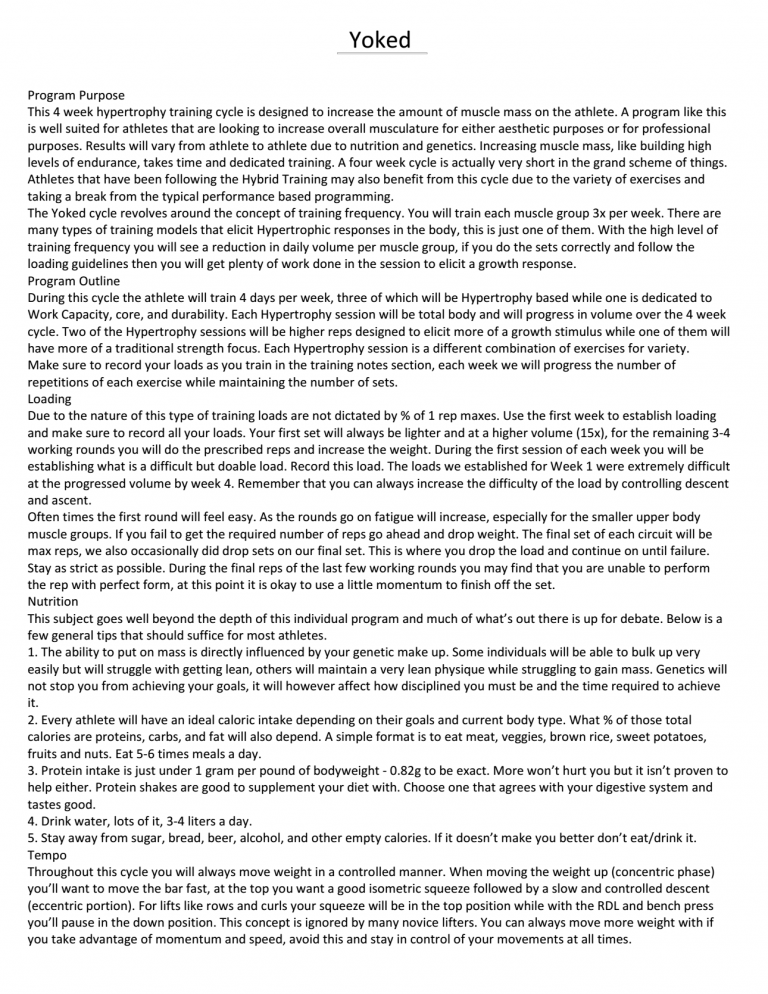 Yoked
Program Purpose
This 4 week hypertrophy training cycle is designed to increase the amount of muscle mass on the athlete. A program like this
is well suited for athletes that are looking to increase overall musculature for either aesthetic purposes or for professional
purposes. Results will vary from athlete to athlete due to nutrition and genetics. Increasing muscle mass, like building high
levels of endurance, takes time and dedicated training. A four week cycle is actually very short in the grand scheme of things.
Athletes that have been following the Hybrid Training may also benefit from this cycle due to the variety of exercises and
taking a break from the typical performance based programming.
The Yoked cycle revolves around the concept of training frequency. You will train each muscle group 3x per week. There are
many types of training models that elicit Hypertrophic responses in the body, this is just one of them. With the high level of
training frequency you will see a reduction in daily volume per muscle group, if you do the sets correctly and follow the
loading guidelines then you will get plenty of work done in the session to elicit a growth response.
Program Outline
During this cycle the athlete will train 4 days per week, three of which will be Hypertrophy based while one is dedicated to
Work Capacity, core, and durability. Each Hypertrophy session will be total body and will progress in volume over the 4 week
cycle. Two of the Hypertrophy sessions will be higher reps designed to elicit more of a growth stimulus while one of them will
have more of a traditional strength focus. Each Hypertrophy session is a different combination of exercises for variety.
Make sure to record your loads as you train in the training notes section, each week we will progress the number of
repetitions of each exercise while maintaining the number of sets.
Loading
Due to the nature of this type of training loads are not dictated by % of 1 rep maxes. Use the first week to establish loading
and make sure to record all your loads. Your first set will always be lighter and at a higher volume (15x), for the remaining 3-4
working rounds you will do the prescribed reps and increase the weight. During the first session of each week you will be
establishing what is a difficult but doable load. Record this load. The loads we established for Week 1 were extremely difficult
at the progressed volume by week 4. Remember that you can always increase the difficulty of the load by controlling descent
and ascent.
Often times the first round will feel easy. As the rounds go on fatigue will increase, especially for the smaller upper body
muscle groups. If you fail to get the required number of reps go ahead and drop weight. The final set of each circuit will be
max reps, we also occasionally did drop sets on our final set. This is where you drop the load and continue on until failure.
Stay as strict as possible. During the final reps of the last few working rounds you may find that you are unable to perform
the rep with perfect form, at this point it is okay to use a little momentum to finish off the set.
Nutrition
This subject goes well beyond the depth of this individual program and much of what's out there is up for debate. Below is a
few general tips that should suffice for most athletes.
1. The ability to put on mass is directly influenced by your genetic make up. Some individuals will be able to bulk up very
easily but will struggle with getting lean, others will maintain a very lean physique while struggling to gain mass. Genetics will
not stop you from achieving your goals, it will however affect how disciplined you must be and the time required to achieve
it.
2. Every athlete will have an ideal caloric intake depending on their goals and current body type. What % of those total
calories are proteins, carbs, and fat will also depend. A simple format is to eat meat, veggies, brown rice, sweet potatoes,
fruits and nuts. Eat 5-6 times meals a day.
3. Protein intake is just under 1 gram per pound of bodyweight - 0.82g to be exact. More won't hurt you but it isn't proven to
help either. Protein shakes are good to supplement your diet with. Choose one that agrees with your digestive system and
tastes good.
4. Drink water, lots of it, 3-4 liters a day.
5. Stay away from sugar, bread, beer, alcohol, and other empty calories. If it doesn't make you better don't eat/drink it.
Tempo
Throughout this cycle you will always move weight in a controlled manner. When moving the weight up (concentric phase)
you'll want to move the bar fast, at the top you want a good isometric squeeze followed by a slow and controlled descent
(eccentric portion). For lifts like rows and curls your squeeze will be in the top position while with the RDL and bench press
you'll pause in the down position. This concept is ignored by many novice lifters. You can always move more weight with if
you take advantage of momentum and speed, avoid this and stay in control of your movements at all times.